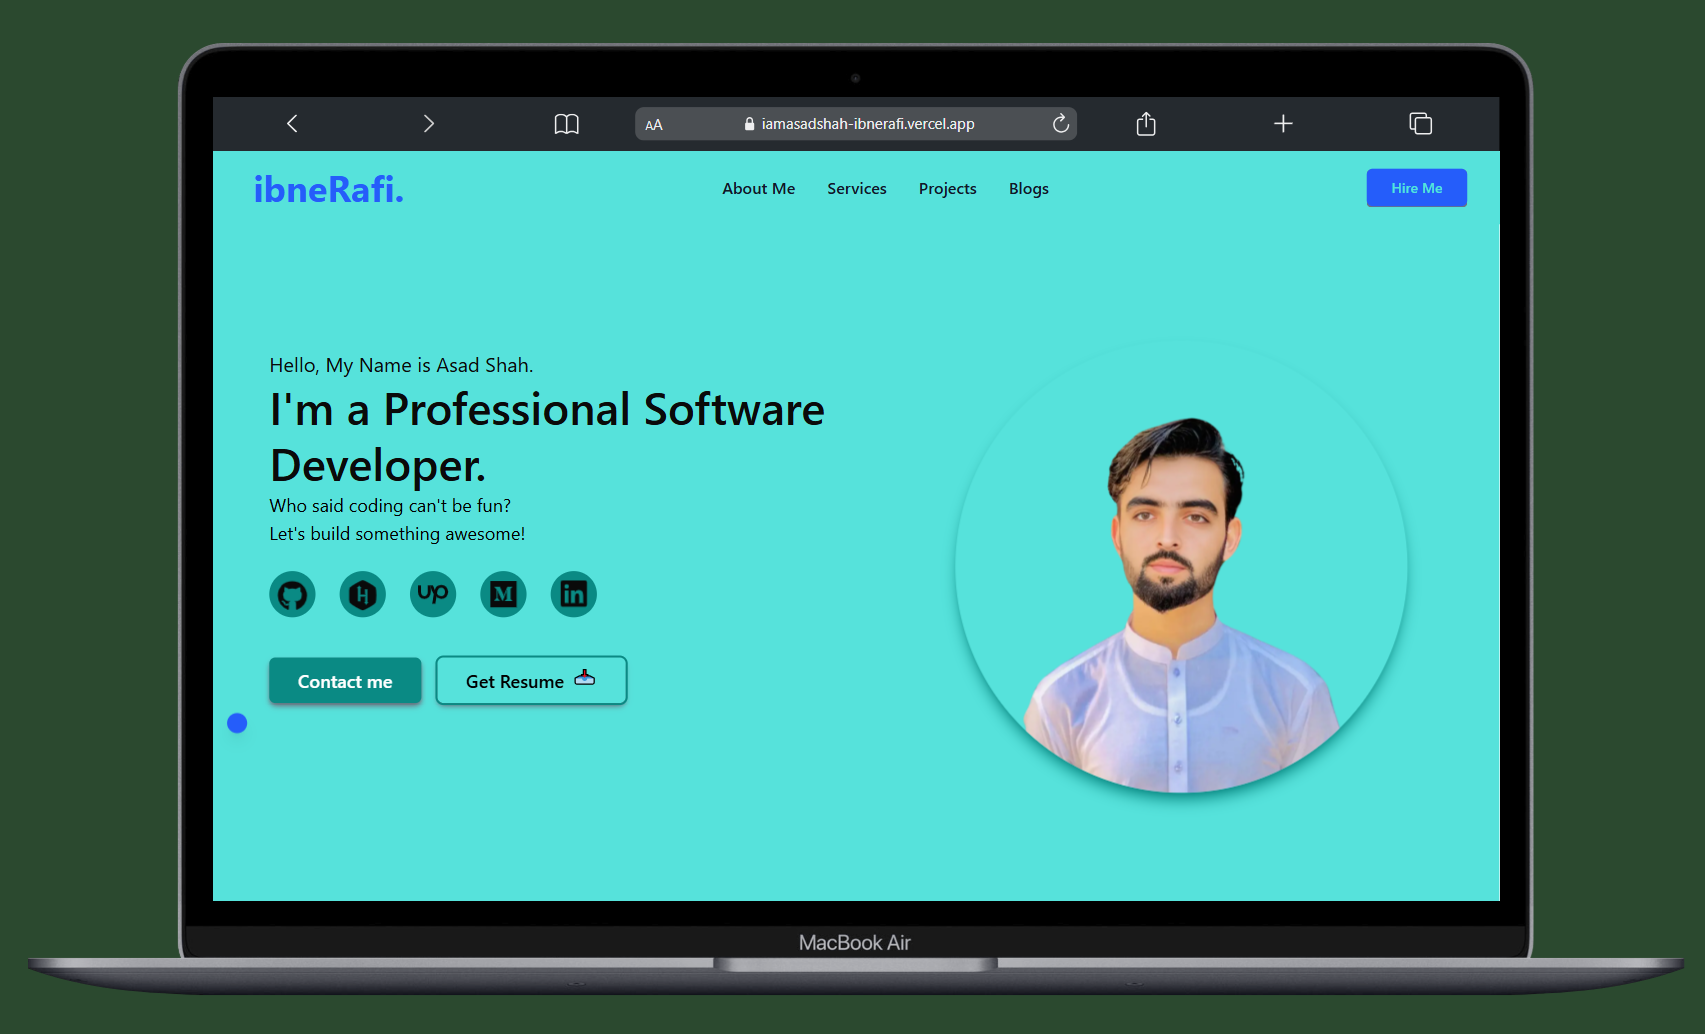 AA iamasadshah-ibnerafi.vercel.app
ibneRafi. About Me Services Projects Blogs Hire Me
Hello, My Name is Asad Shah.
I'm a Professional Software
Developer.
Who said coding can't be fun?
Let's build something awesome!
H up M in
Contact me Get Resume
MacBook Air